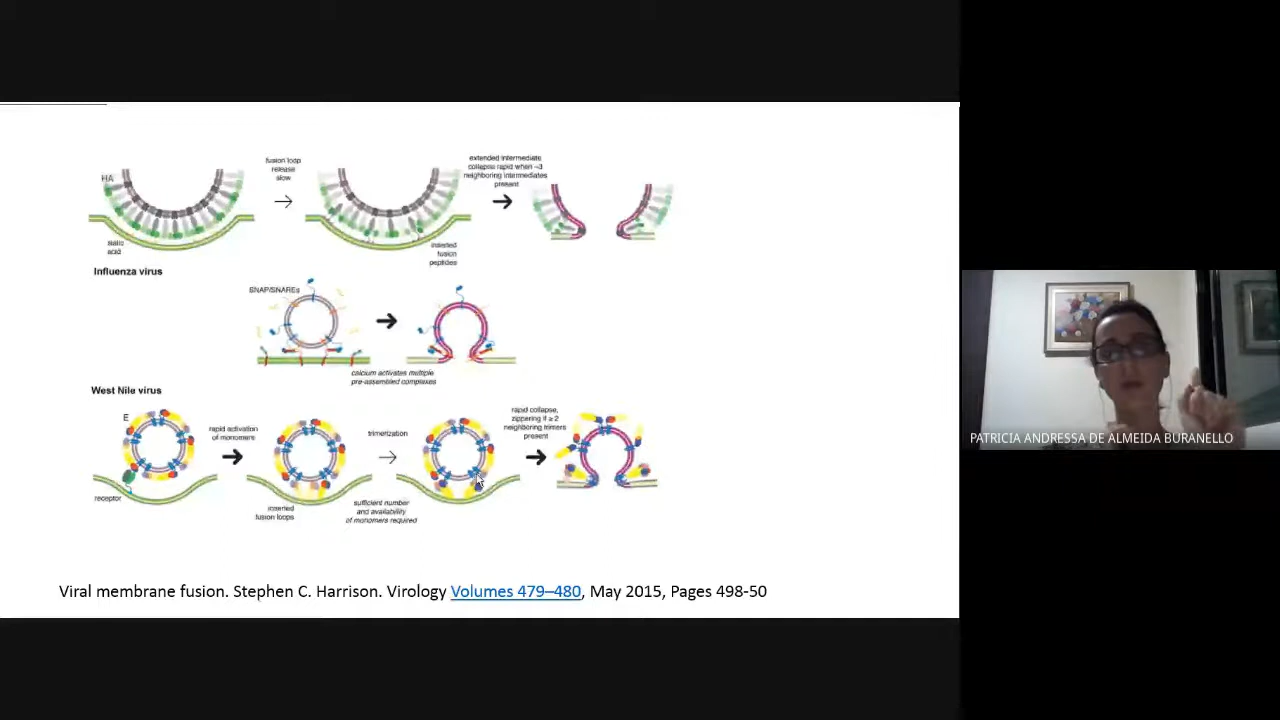 HA
fusion loop
release
slow
extended intermediate
collapse rapid when ~3
neighboring intermediates
present
sialic
acid
inserted
fusion
peptides
Influenza virus
SNAP/SNAREs
calcium activates multiple
pre-assembled complexes
West Nile virus
E
rapid activation
of monomers
trimerization
rapid collapse,
zippering if ≥ 2
neighboring trimers
present
receptor
inserted
fusion loops
sufficient number
and availability
of monomers required
Viral membrane fusion. Stephen C. Harrison. Virology Volumes 479–480, May 2015, Pages 498-50
PATRICIA ANDRESSA DE ALMEIDA BURANELLO